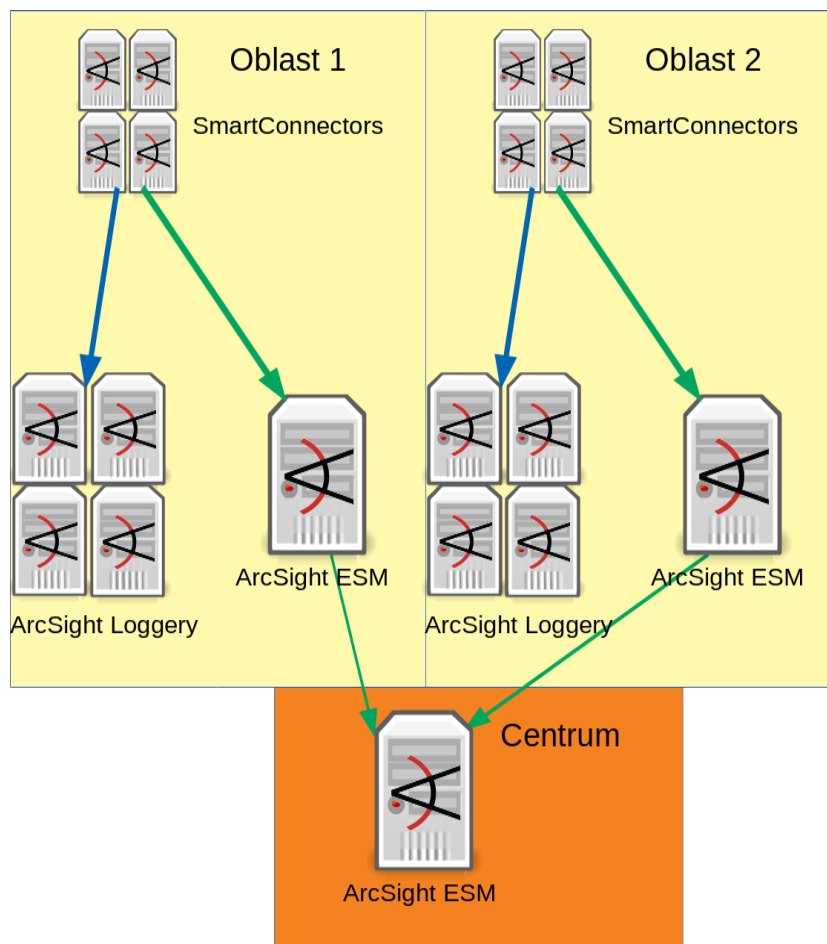 Oblast 1
SmartConnectors
ArcSight ESM
ArcSight Loggery
Oblast 2
SmartConnectors
ArcSight ESM
ArcSight Loggery
Centrum
ArcSight ESM